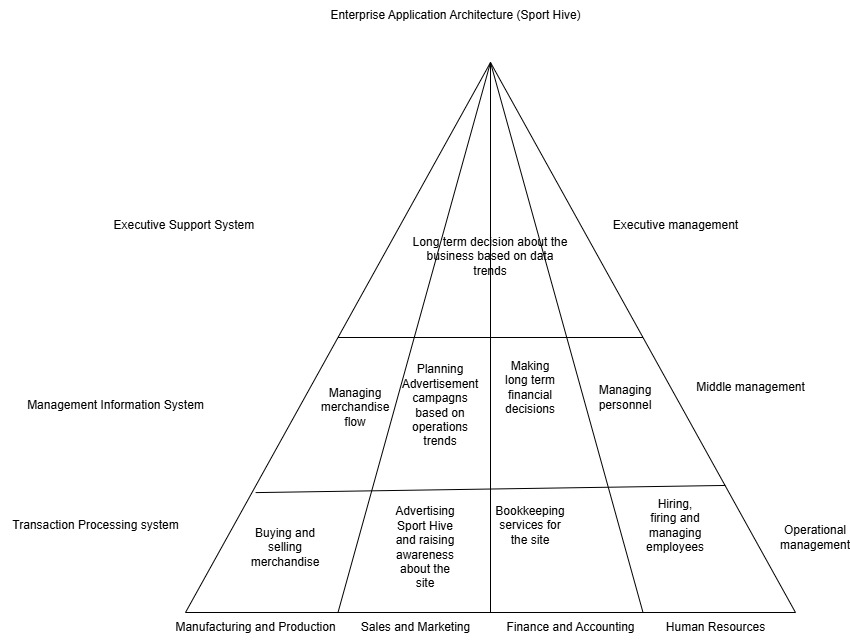 Enterprise Application Architecture (Sport Hive)
Executive Support System
Executive management
Long term decision about the
business based on data
trends
Management Information System
Managing
merchandise
flow
Planning
Advertisement
campagns
based on
operations
trends
Making
long term
financial
decisions
Managing
personnel
Middle management
Transaction Processing system
Buying and
selling
merchandise
Advertising
Sport Hive
and raising
awareness
about the
site
Bookkeeping
services for
the site
Hiring,
firing and
managing
employees
Operational
management
Manufacturing and Production
Sales and Marketing
Finance and Accounting
Human Resources